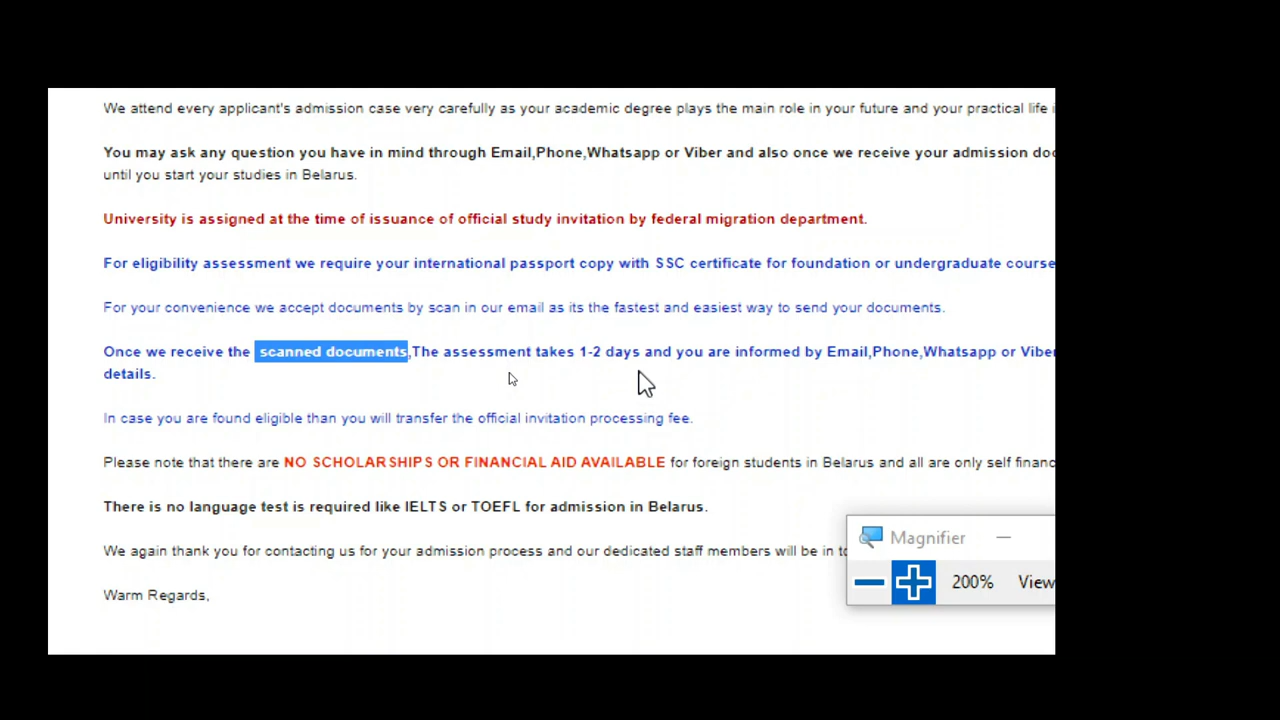 We attend every applicant's admission case very carefully as your academic degree plays the main role in your future and your practical life
You may ask any question you have in mind through Email,Phone,Whatsapp or Viber and also once we receive your admission
until you start your studies in Belarus.
University is assigned at the time of issuance of official study invitation by federal migration department.
For eligibility assessment we require your international passport copy with SSC certificate for foundation or undergraduate course
For your convenience we accept documents by scan in our email as its the fastest and easiest way to send your documents.
Once we receive the scanned documents,The assessment takes 1-2 days and you are informed by Email,Phone,Whatsapp or Viber
details.
In case you are found eligible than you will transfer the official invitation processing fee.
Please note that there are NO SCHOLARSHIPS OR FINANCIAL AID AVAILABLE for foreign students in Belarus and all are only self
There is no language test is required like IELTS or TOEFL for admission in Belarus.
We again thank you for contacting us for your admission process and our dedicated staff members will be in
Magnifier
200% View
Warm Regards,